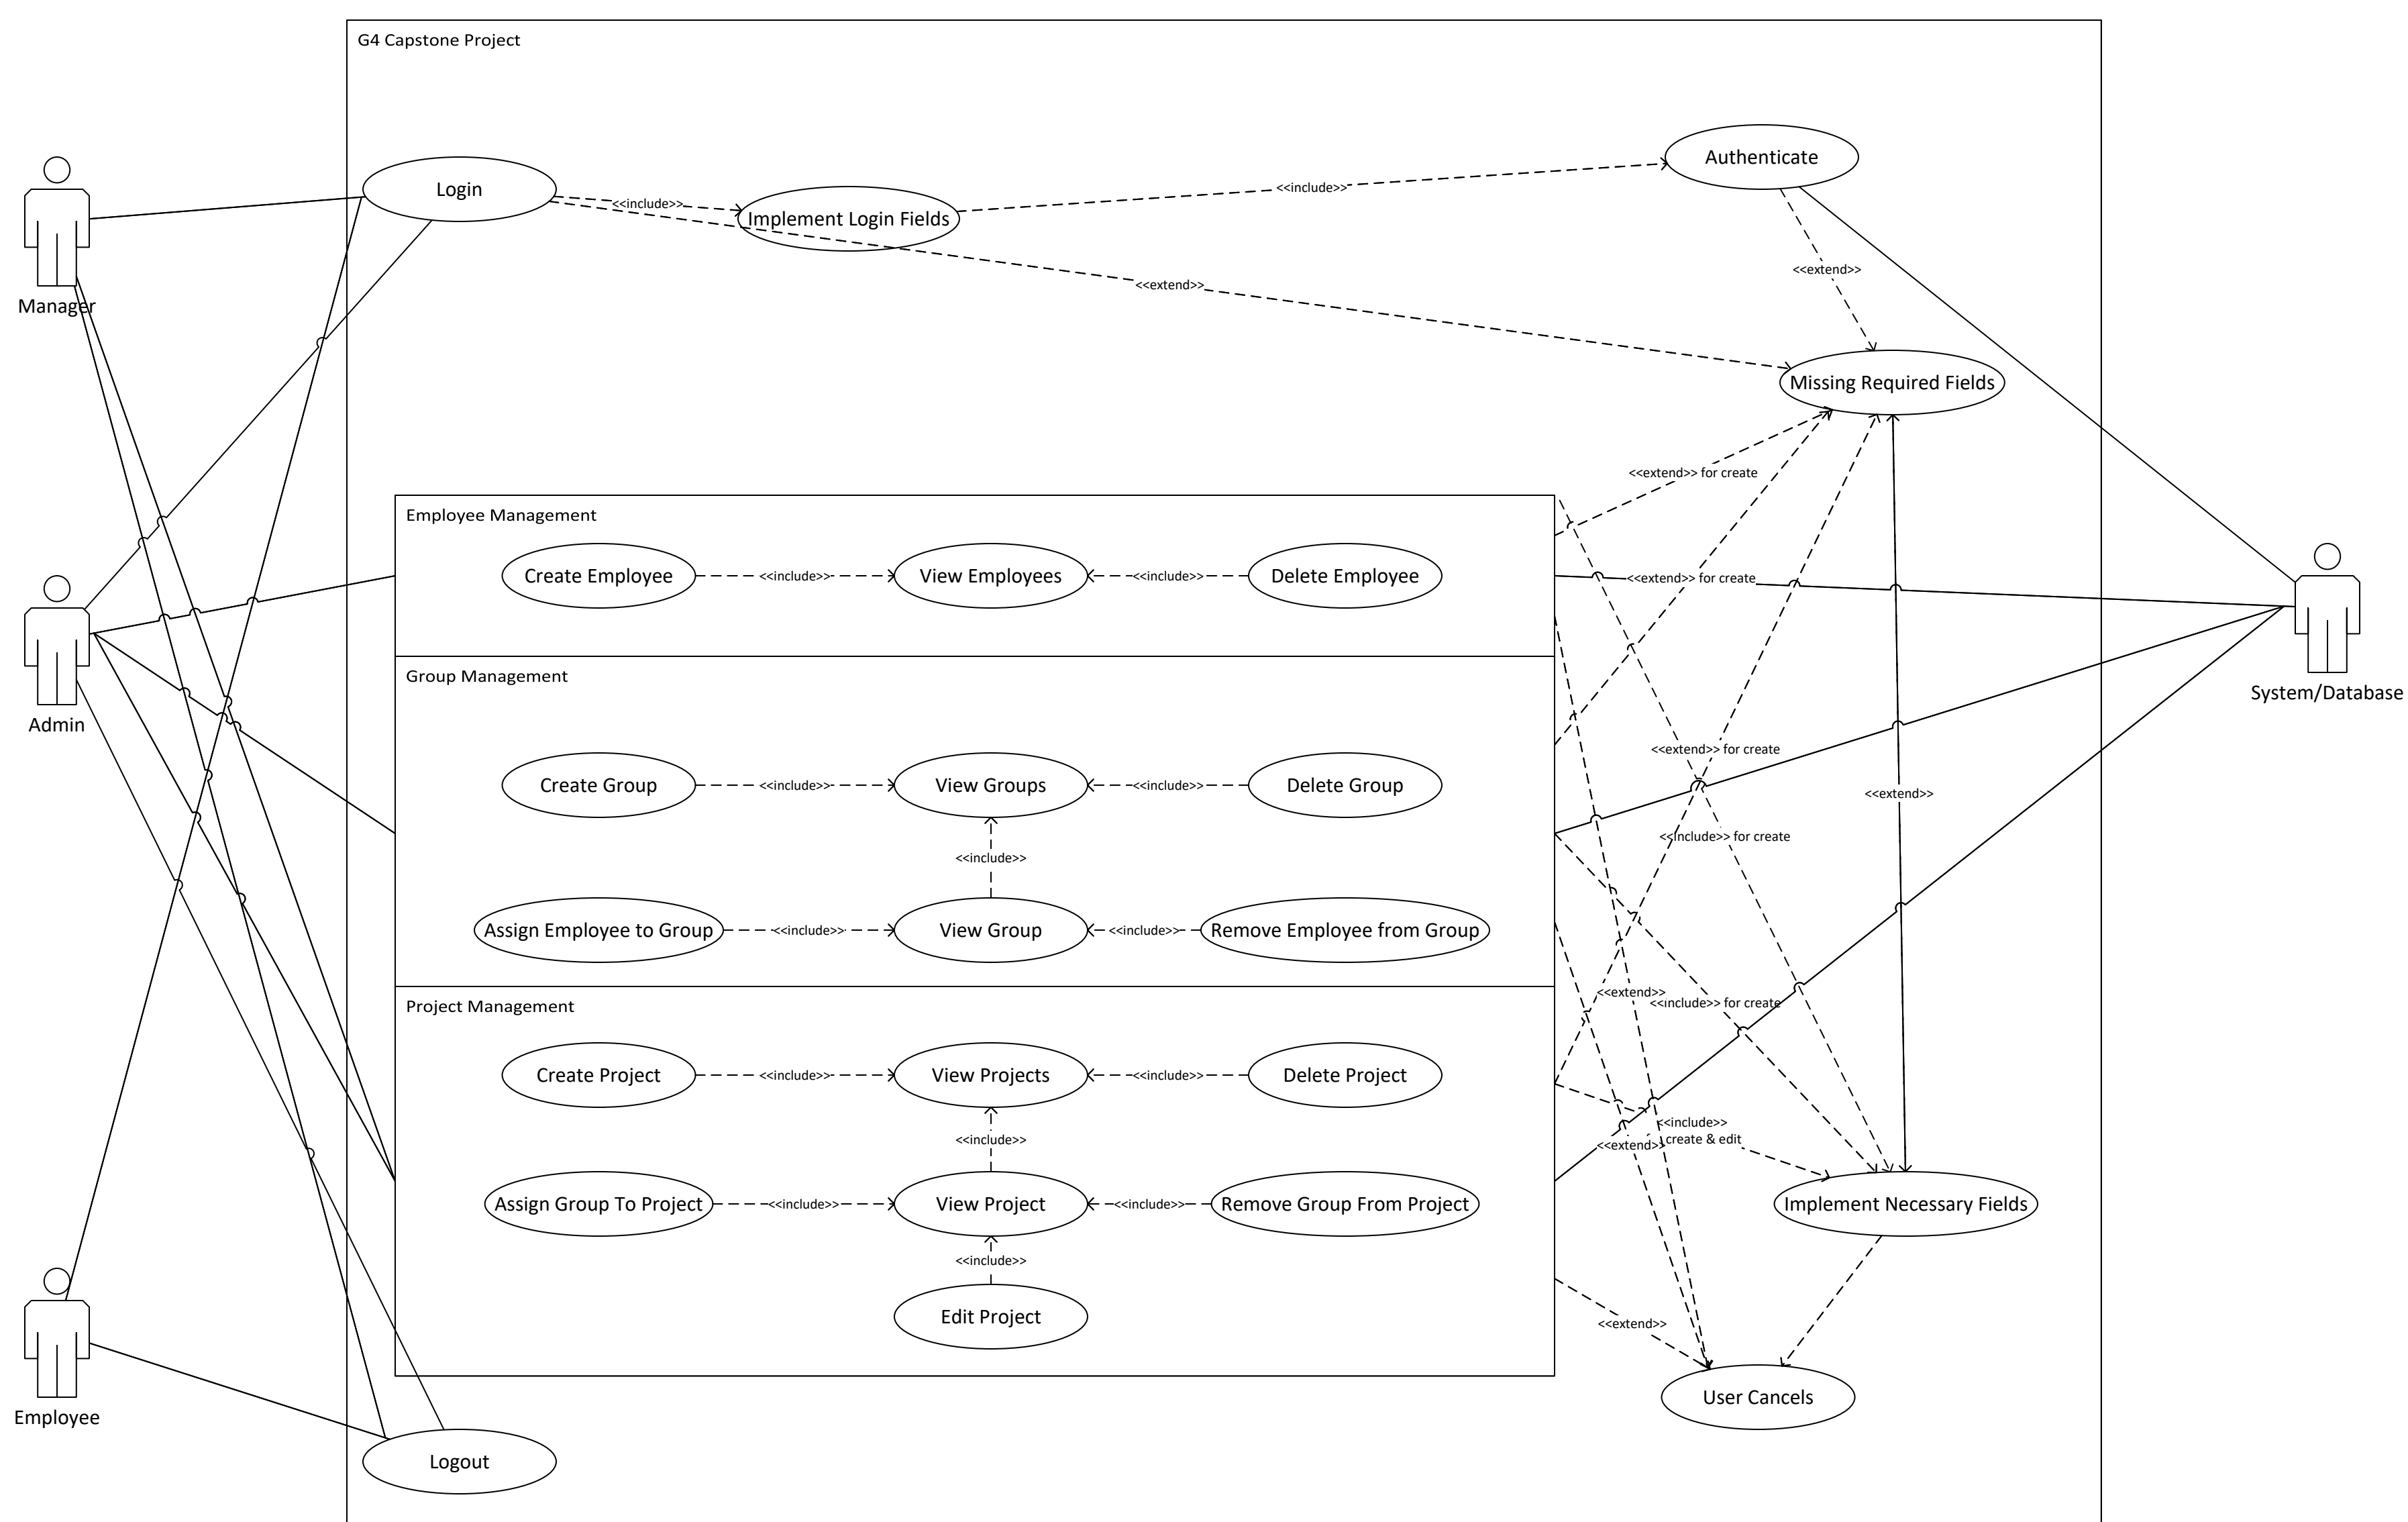 G4 Capstone Project
Authenticate
Login
<<include>>
<<include>>
Implement Login Fields
<<extend>>
<<extend>>
Manager
Missing Required Fields
<<extend>> for create
Employee Management
Create Employee
<<include>>
View Employees
<<include>>
Delete Employee
<<extend>> for create
Group Management
System/Database
Admin
<<extend>> for create
Create Group
<<include>>
View Groups
<<include>>
Delete Group
<<extend>>
<<include>> for create
<<include>>
Assign Employee to Group
<<include>>
View Group
<<include>>
Remove Employee from Group
<<extend>>
<<include>> for create
Project Management
Create Project
<<include>>
View Projects
<<include>>
Delete Project
<<include>>
create & edit
<<include>>
<<extend>>
Assign Group To Project
<<include>>
View Project
<<include>>
Remove Group From Project
Implement Necessary Fields
<<include>>
Edit Project
<<extend>>
User Cancels
Employee
Logout